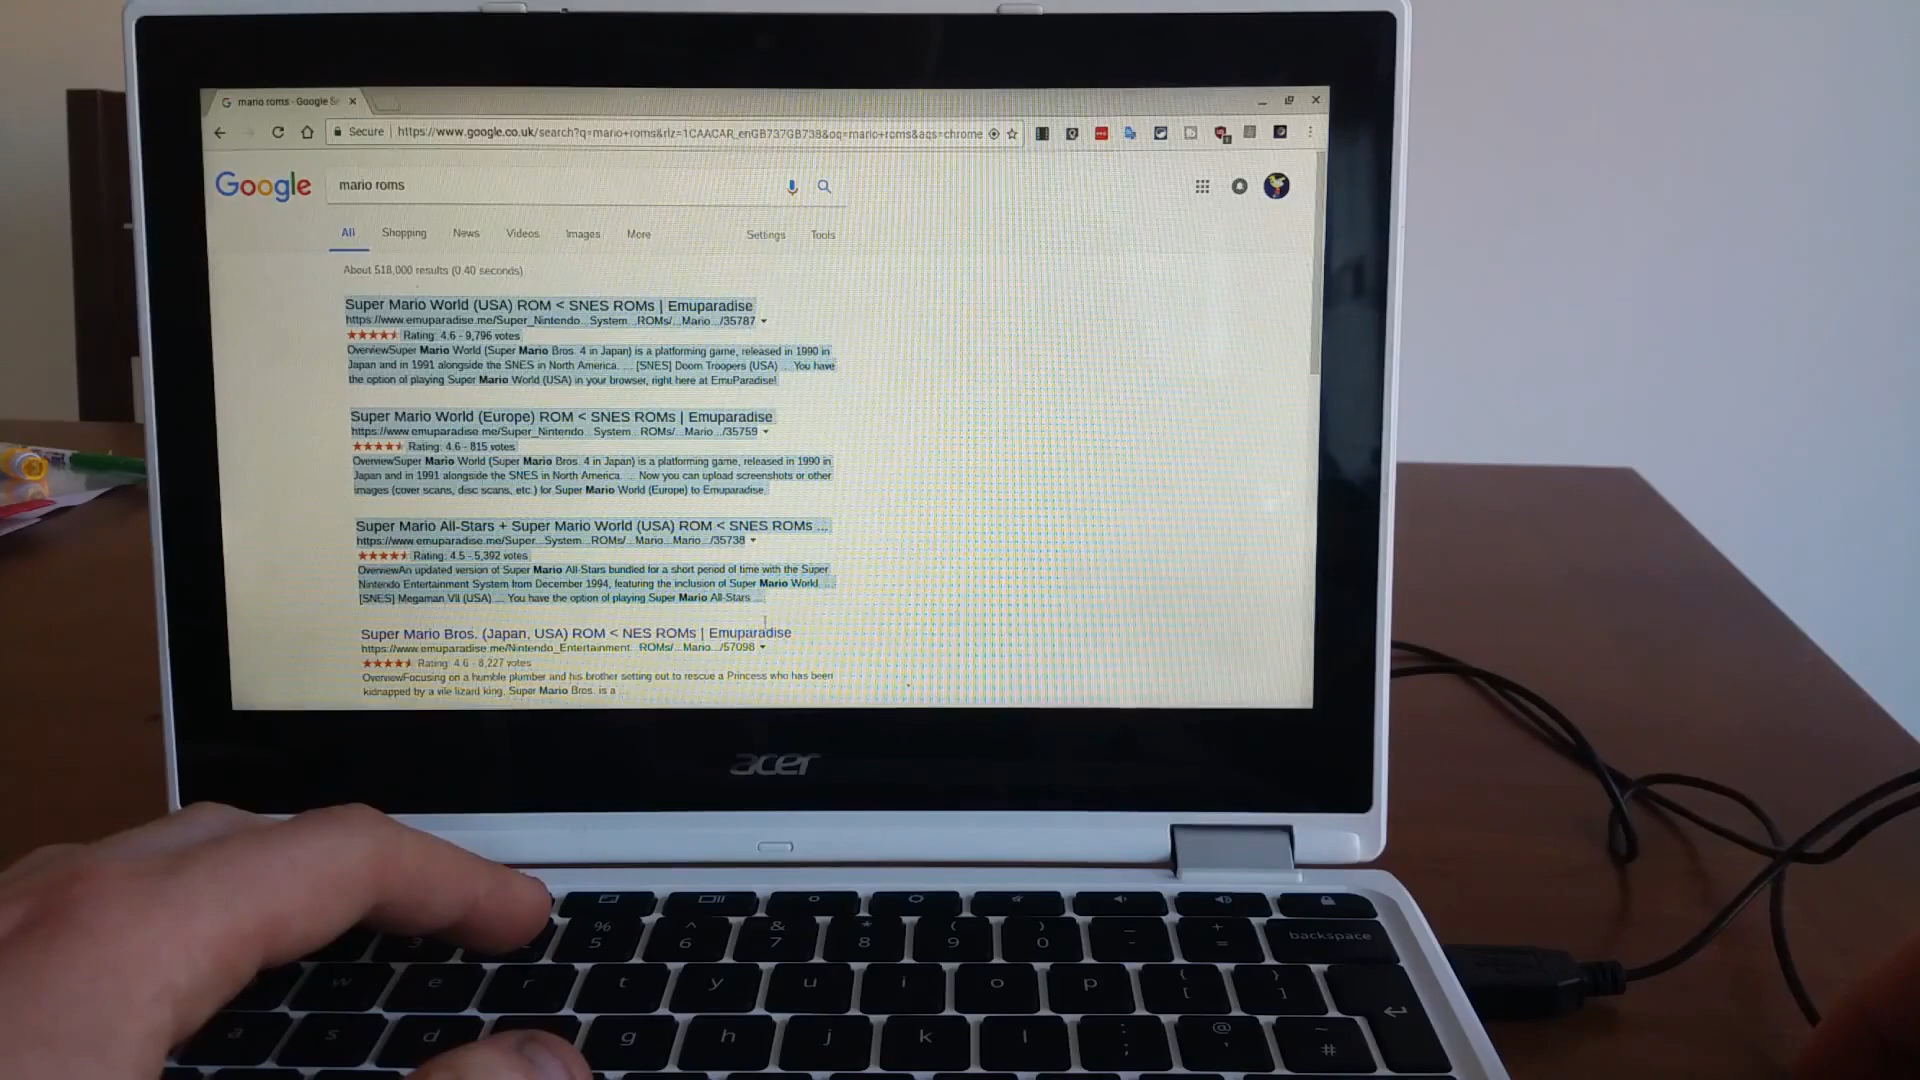 mario roms - Google Se
Secure | https://www.google.co.uk/search?q=mario+roms&rlz=1CAACAR_enGB737GB738&oq=mario+roms&aqs=chrome
Google mario roms
All Shopping News Videos Images More Settings Tools
About 518,000 results (0.40 seconds)
Super Mario World (USA) ROM < SNES ROMs | Emuparadise
https://www.emuparadise.me/Super_Nintendo...System...ROMs/...Mario.../35787
Rating: 4.6 - 9,796 votes
OverviewSuper Mario World (Super Mario Bros. 4 in Japan) is a platforming game, released in 1990 in
Japan and in 1991 alongside the SNES in North America. ... [SNES] Doom Troopers (USA) ... You have
the option of playing Super Mario World (USA) in your browser, right here at EmuParadise!
Super Mario World (Europe) ROM < SNES ROMs | Emuparadise
https://www.emuparadise.me/Super_Nintendo...System...ROMs/...Mario.../35759
Rating: 4.6 - 815 votes
OverviewSuper Mario World (Super Mario Bros. 4 in Japan) is a platforming game, released in 1990 in
Japan and in 1991 alongside the SNES in North America. ... Now you can upload screenshots or other
images (cover scans, disc scans, etc.) for Super Mario World (Europe) to Emuparadise.
Super Mario All-Stars + Super Mario World (USA) ROM < SNES ROMs ...
https://www.emuparadise.me/Super...System...ROMs/...Mario...Mario.../35738
Rating: 4.5 - 5,392 votes
OverviewAn updated version of Super Mario All-Stars bundled for a short period of time with the Super
Nintendo Entertainment System from December 1994, featuring the inclusion of Super Mario World. ...
[SNES] Megaman VII (USA) ... You have the option of playing Super Mario All-Stars ...
Super Mario Bros. (Japan, USA) ROM < NES ROMs | Emuparadise
https://www.emuparadise.me/Nintendo_Entertainment...ROMs/...Mario.../57098
Rating: 4.6 - 8,227 votes
OverviewFocusing on a humble plumber and his brother setting out to rescue a Princess who has been
kidnapped by a vile lizard king, Super Mario Bros. is a ...
acer
% ^ & * ( ) _ +
3 5 6 7 8 9 0 - = backspace
w e r t y u i o p { [ } ]
a s d g h j k l : ; @ ' ~ #